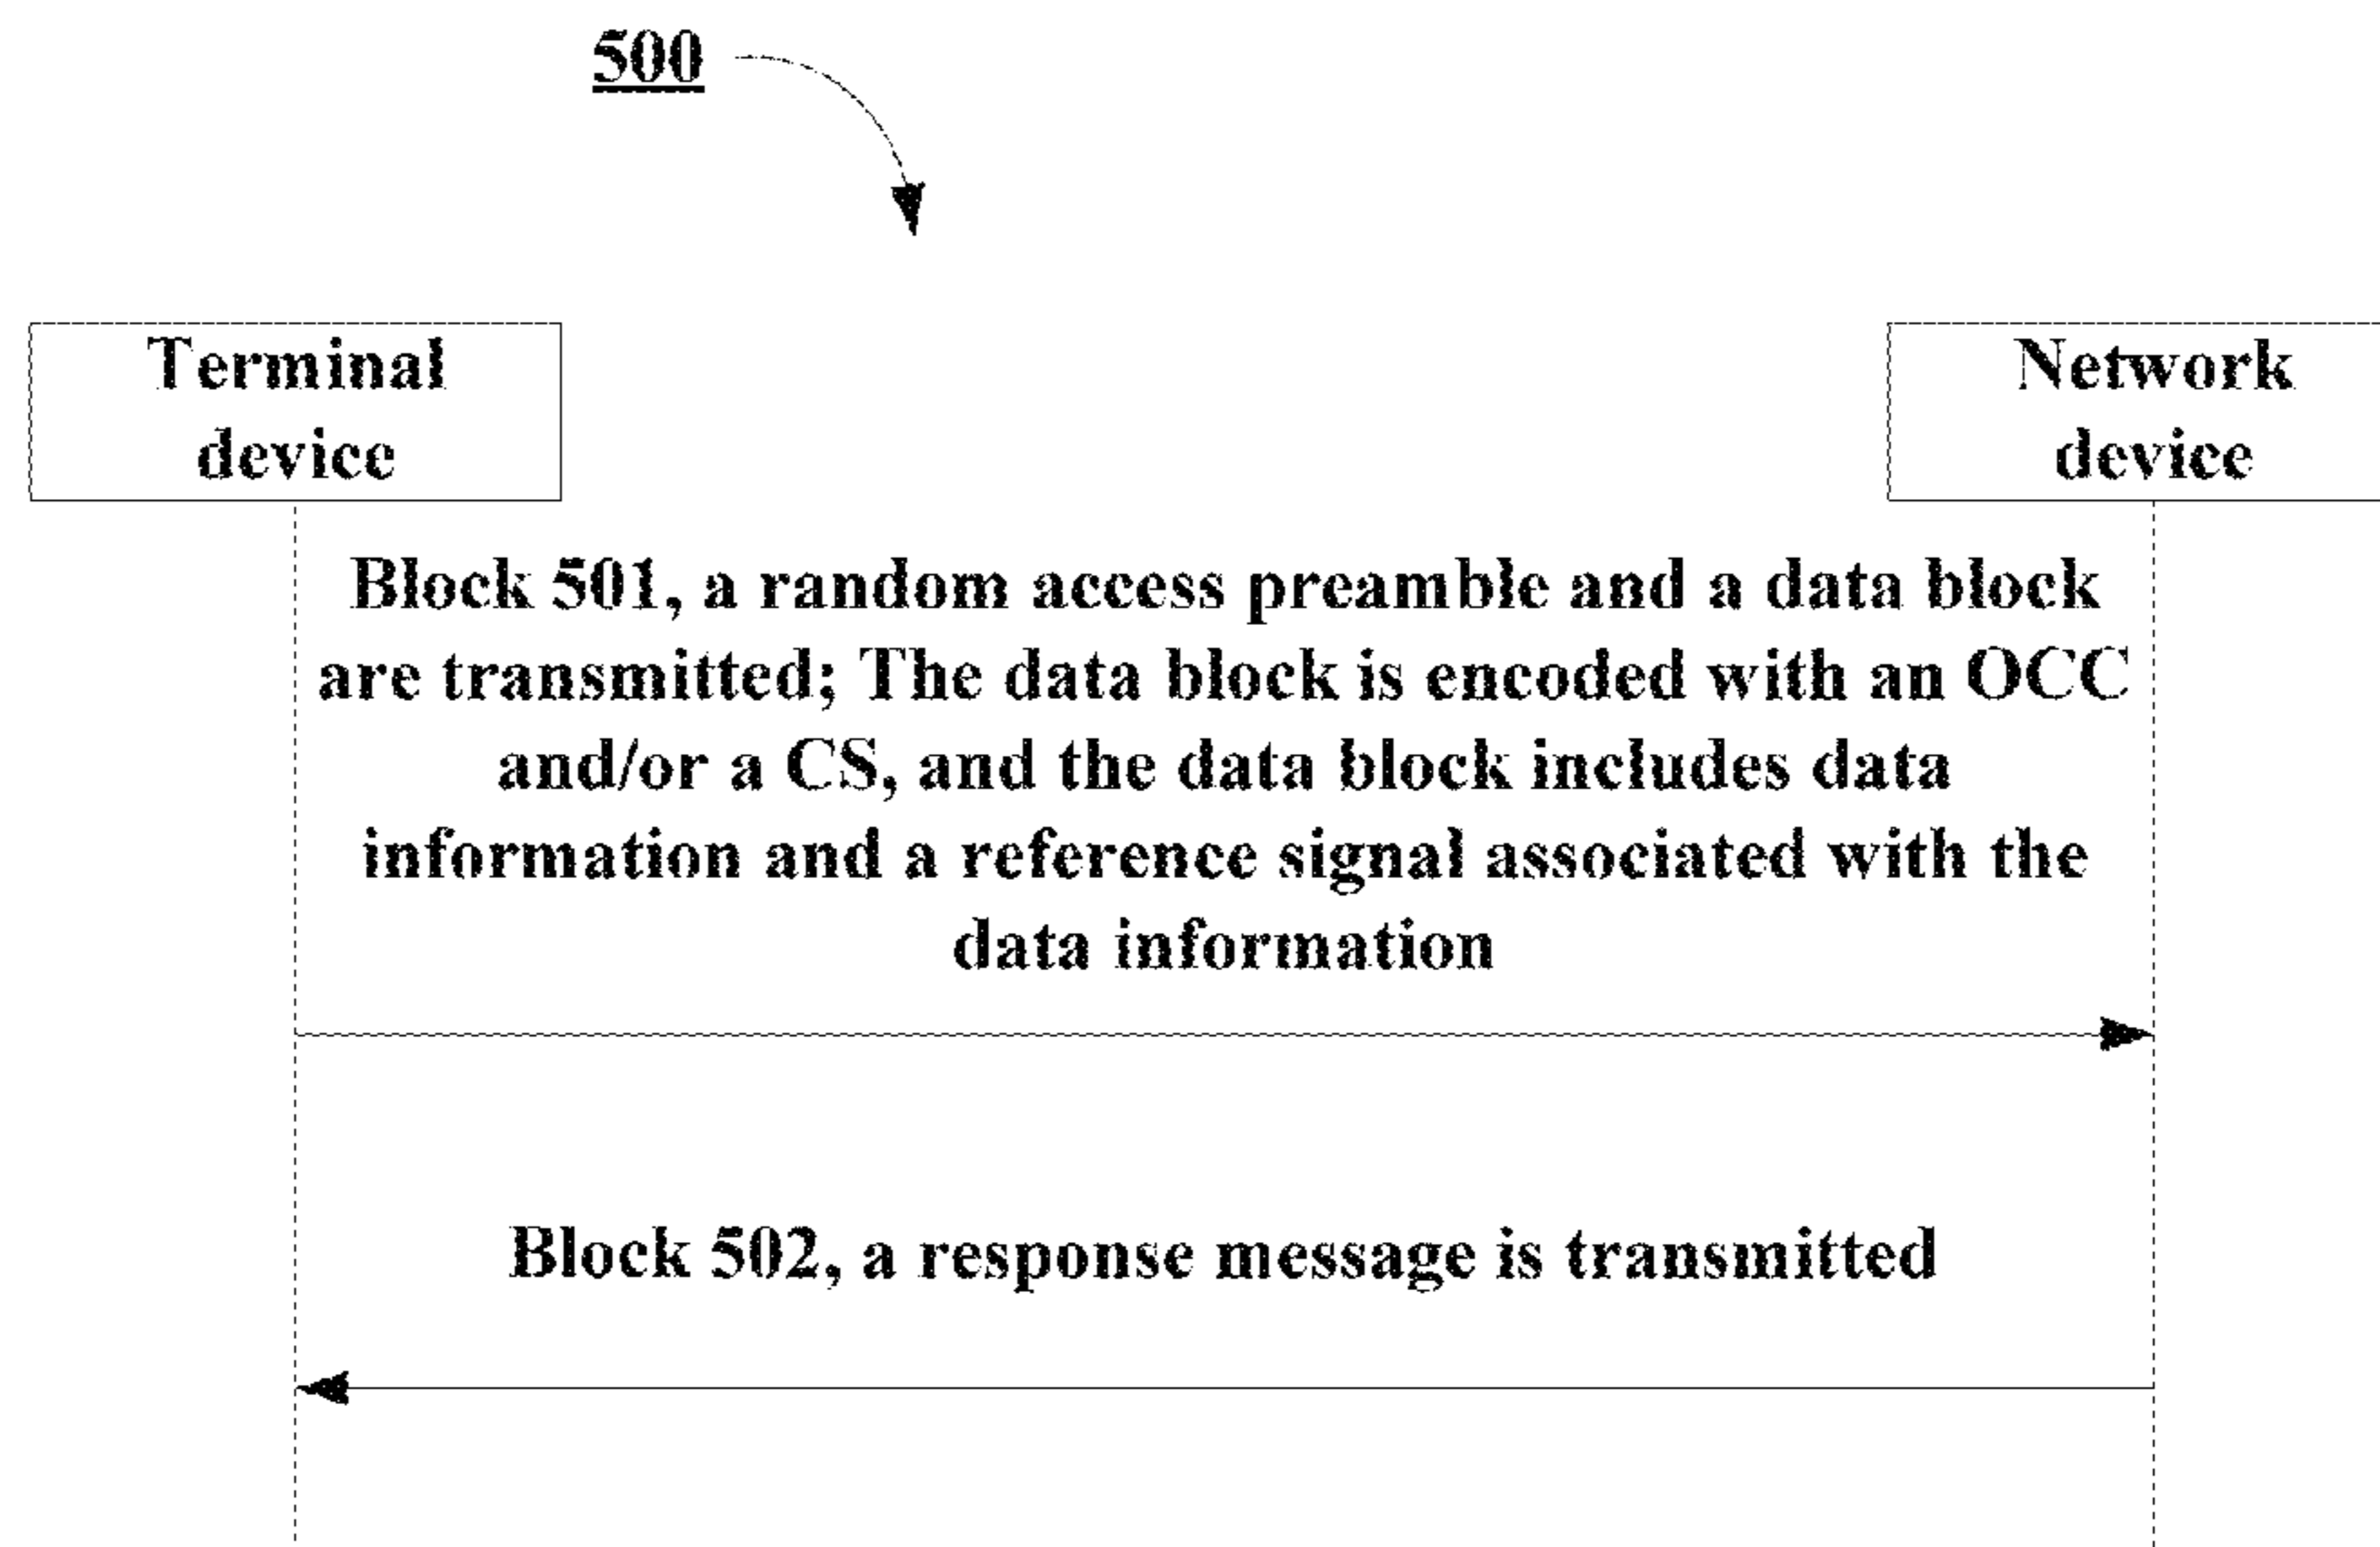 500
Terminal
device
Network
device
Block 501, a random access preamble and a data block
are transmitted; The data block is encoded with an OCC
and/or a CS, and the data block includes data
information and a reference signal associated with the
data information
Block 502, a response message is transmitted